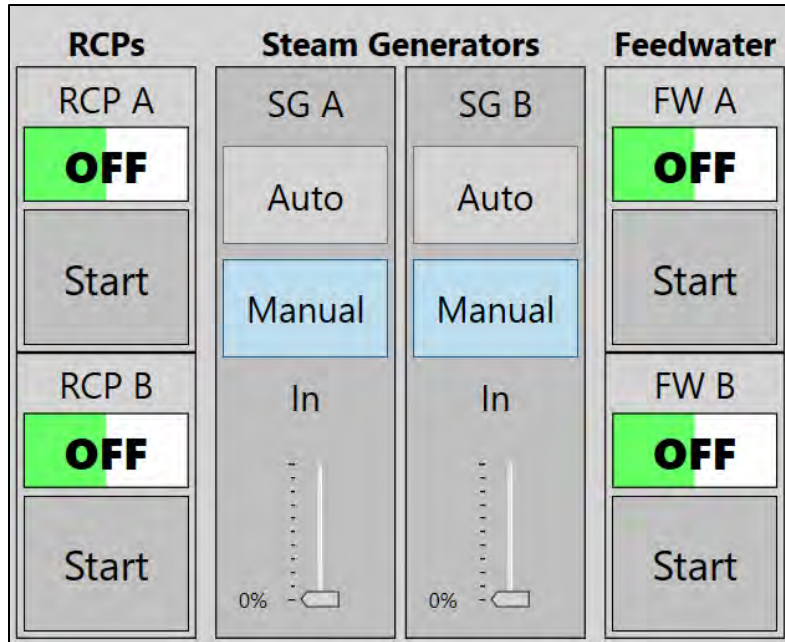 RCPs
RCP A
OFF
Start
RCP B
OFF
Start
Steam Generators
SG A
Auto
Manual
In
0%
SG B
Auto
Manual
In
0%
Feedwater
FW A
OFF
Start
FW B
OFF
Start